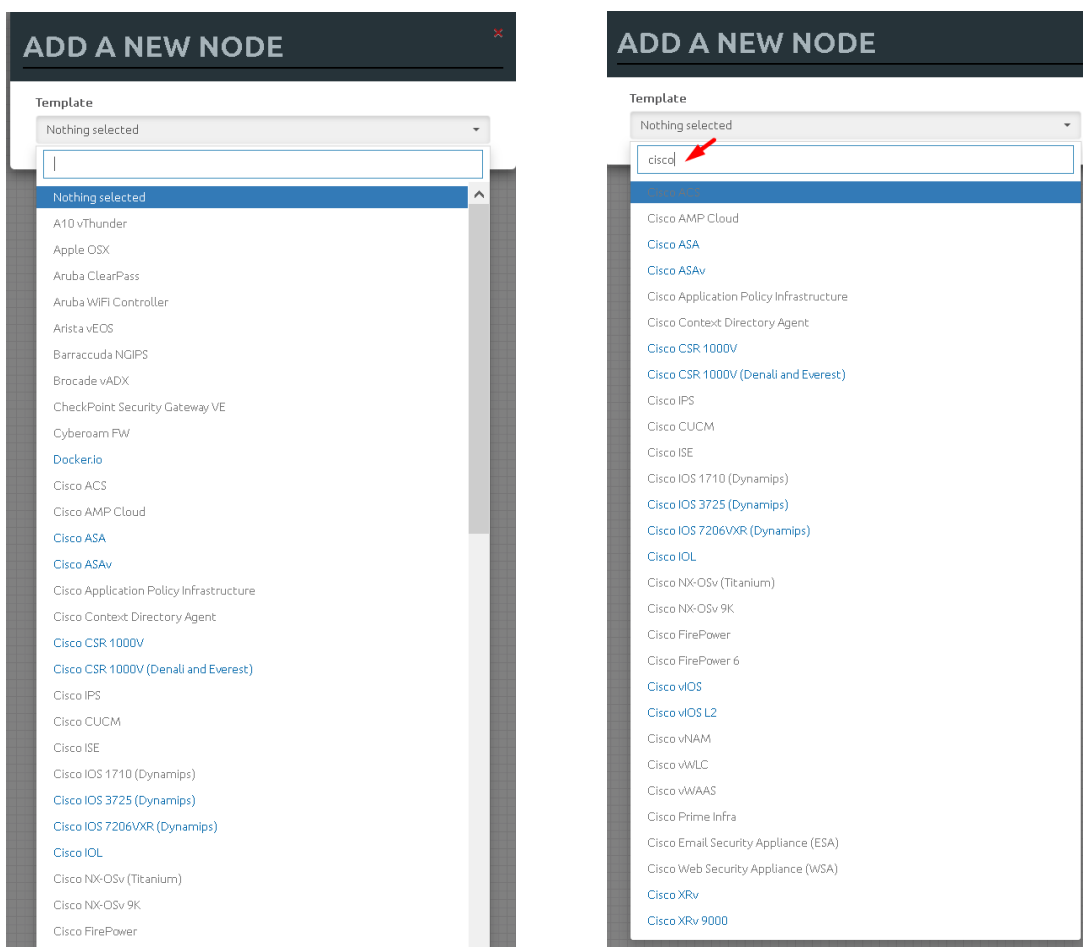 ADD A NEW NODE
×
Template
Nothing selected
Nothing selected
A10 vThunder
Apple OSX
Aruba ClearPass
Aruba WiFi Controller
Arista vEOS
Barraccuda NGIPS
Brocade vADX
CheckPoint Security Gateway VE
Cyberoam FW
Docker.io
Cisco ACS
Cisco AMP Cloud
Cisco ASA
Cisco ASAv
Cisco Application Policy Infrastructure
Cisco Context Directory Agent
Cisco CSR 1000V
Cisco CSR 1000V (Denali and Everest)
Cisco IPS
Cisco CUCM
Cisco ISE
Cisco IOS 1710 (Dynamips)
Cisco IOS 3725 (Dynamips)
Cisco IOS 7206VXR (Dynamips)
Cisco IOL
Cisco NX-OSv (Titanium)
Cisco NX-OSv 9K
Cisco FirePower
ADD A NEW NODE
Template
Nothing selected
cisco
Cisco ACS
Cisco AMP Cloud
Cisco ASA
Cisco ASAv
Cisco Application Policy Infrastructure
Cisco Context Directory Agent
Cisco CSR 1000V
Cisco CSR 1000V (Denali and Everest)
Cisco IPS
Cisco CUCM
Cisco ISE
Cisco IOS 1710 (Dynamips)
Cisco IOS 3725 (Dynamips)
Cisco IOS 7206VXR (Dynamips)
Cisco IOL
Cisco NX-OSv (Titanium)
Cisco NX-OSv 9K
Cisco FirePower
Cisco FirePower 6
Cisco vIOS
Cisco vIOS L2
Cisco vNAM
Cisco vWLC
Cisco vWAAS
Cisco Prime Infra
Cisco Email Security Appliance (ESA)
Cisco Web Security Appliance (WSA)
Cisco XRv
Cisco XRv 9000